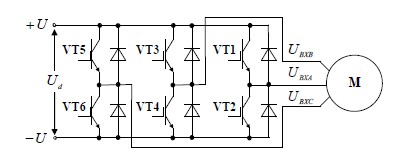 +U
VT5
VT3
VT1
U_BXB
U_d
U_BXA
M
VT6
VT4
VT2
U_BXC
−U